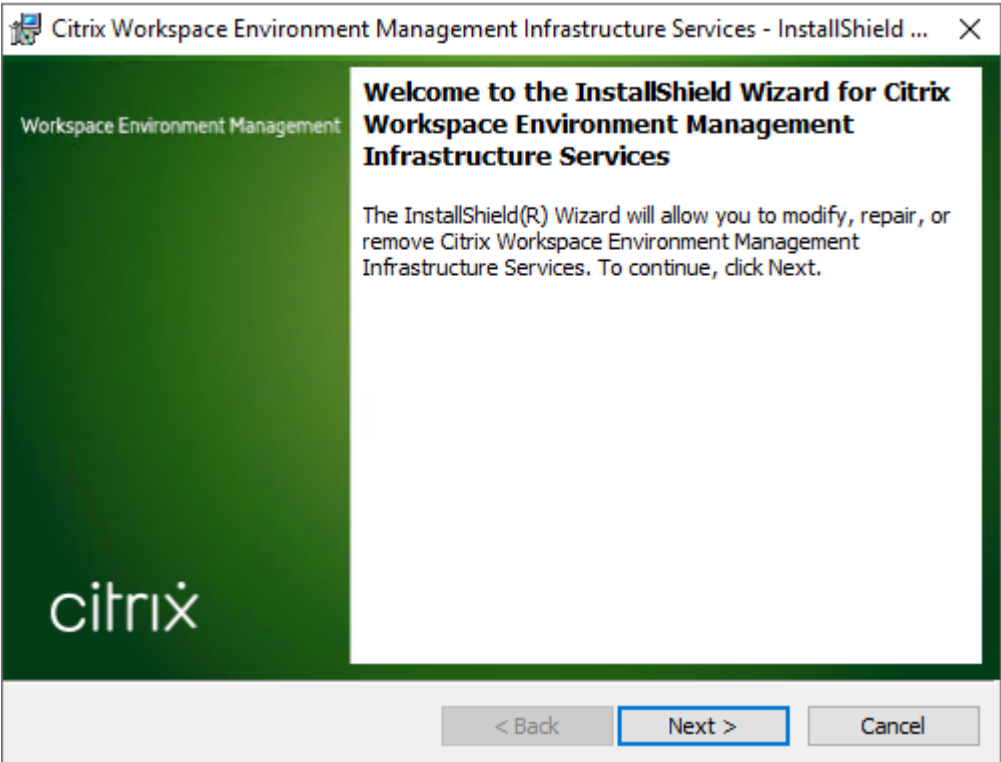 Citrix Workspace Environment Management Infrastructure Services - InstallShield ...
Workspace Environment Management
Welcome to the InstallShield Wizard for Citrix
Workspace Environment Management
Infrastructure Services
The InstallShield(R) Wizard will allow you to modify, repair, or
remove Citrix Workspace Environment Management
Infrastructure Services. To continue, click Next.
citrix
< Back
Next >
Cancel